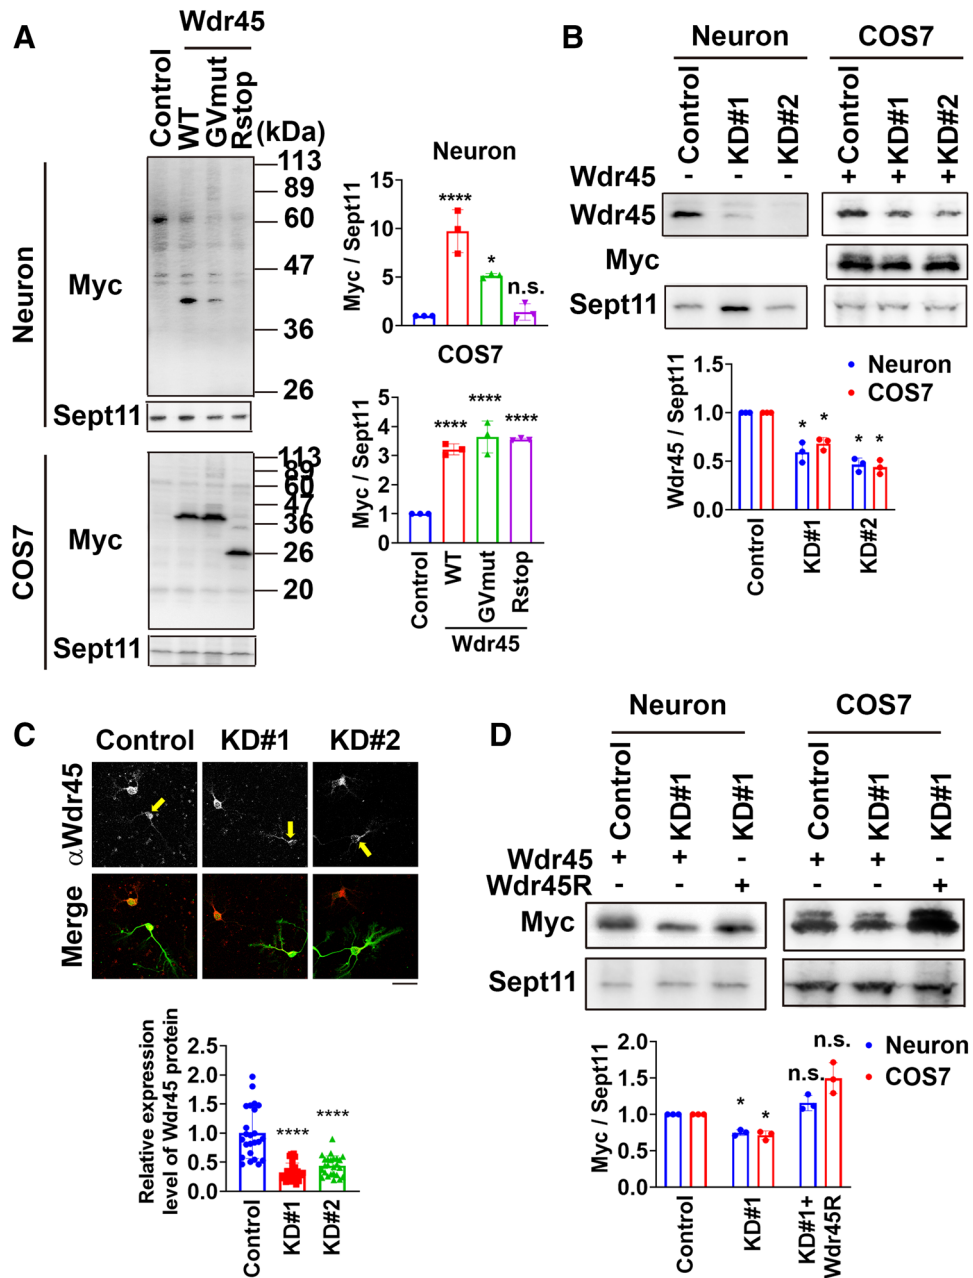 A
Wdr45
Control
WT
GVmut
Rstop
(kDa)
Neuron
Myc
113
89
60
47
36
26
Sept11
COS7
Myc
113
89
60
47
36
26
20
Sept11
Neuron
Myc / Sept11
15
10
5
0
****
*
n.s.
COS7
Myc / Sept11
5
4
3
2
1
0
****
****
****
Control
WT
GVmut
Rstop
Wdr45
B
Neuron
COS7
Control
KD#1
KD#2
Control
KD#1
KD#2
Wdr45 - - - + + +
Wdr45
Myc
Sept11
Wdr45 / Sept11
1.5
1.0
0.5
0.0
Neuron
COS7
* *
* *
Control
KD#1
KD#2
C
Control KD#1 KD#2
αWdr45
Merge
Relative expression
level of Wdr45 protein
2.5
2.0
1.5
1.0
0.5
0.0
****
****
Control
KD#1
KD#2
D
Neuron
COS7
Control
KD#1
KD#1
Control
KD#1
KD#1
Wdr45 + + - + + -
Wdr45R - - + - - +
Myc
Sept11
Myc / Sept11
2.0
1.5
1.0
0.5
0.0
* *
n.s.
n.s.
Neuron
COS7
Control
KD#1
KD#1+
Wdr45R